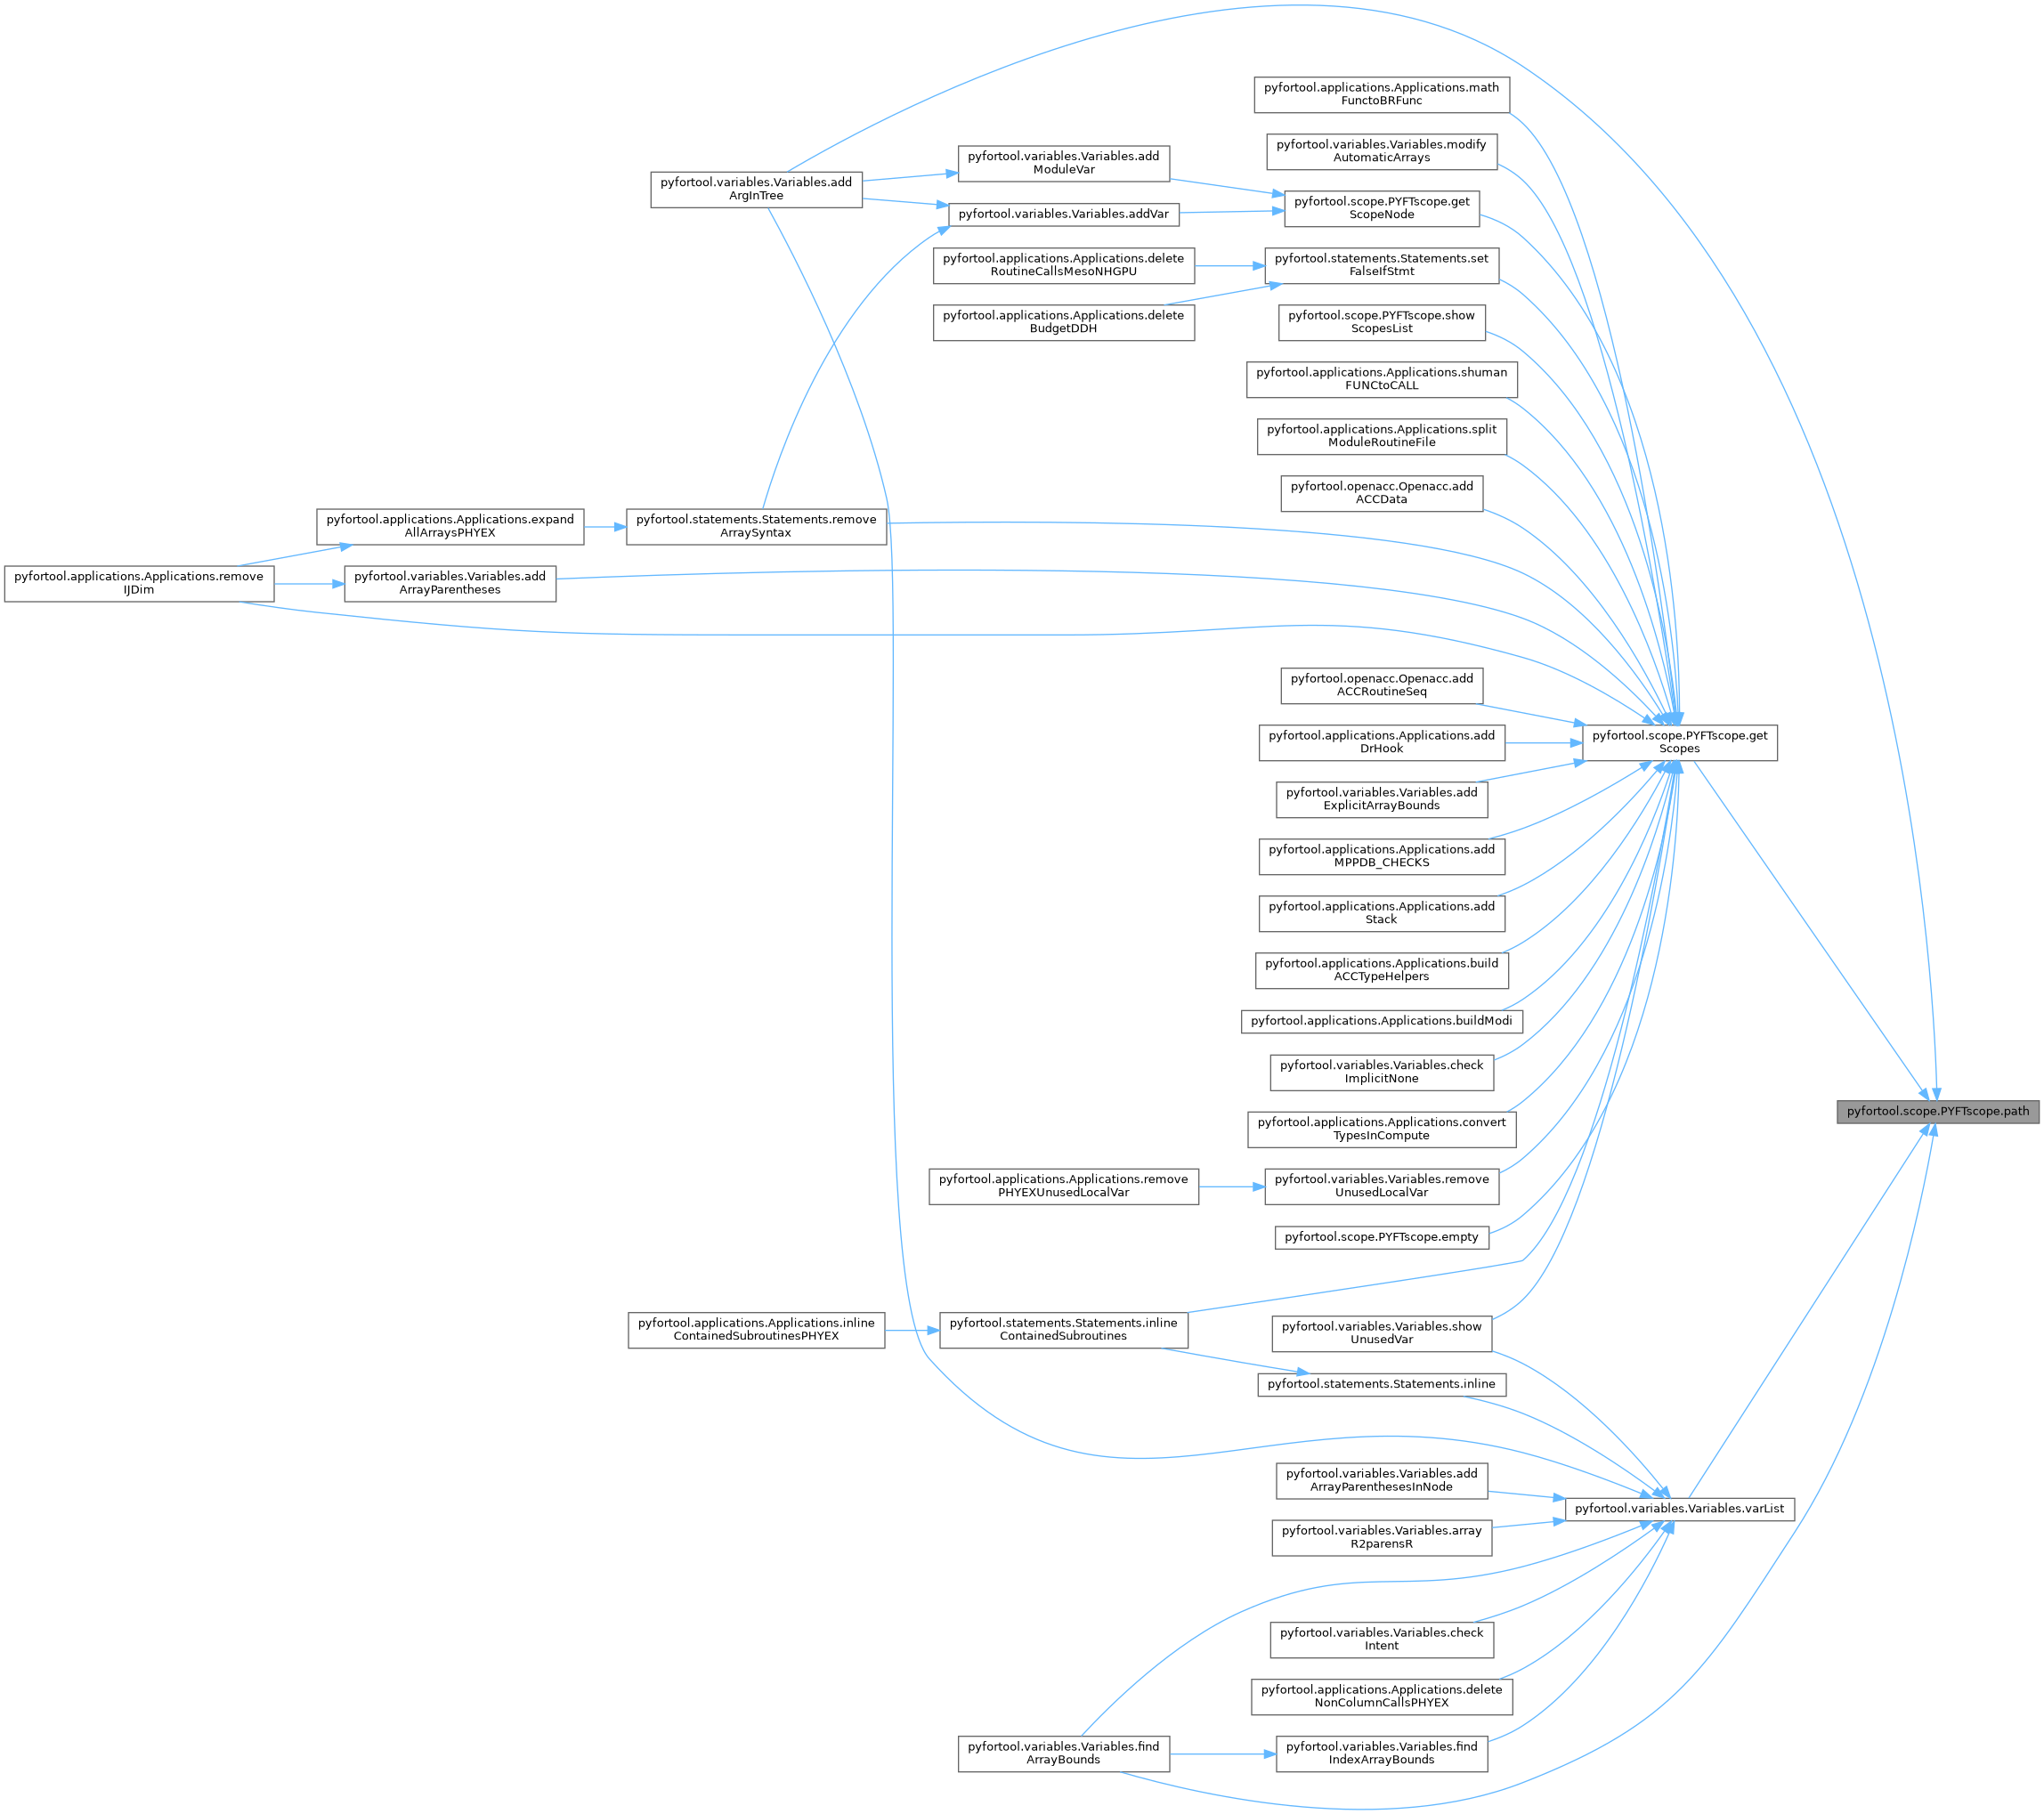 pyfortool.applications.Applications.math
FunctoBRFunc
pyfortool.variables.Variables.modify
AutomaticArrays
pyfortool.variables.Variables.add
ModuleVar
pyfortool.variables.Variables.add
ArgInTree
pyfortool.scope.PYFTscope.get
ScopeNode
pyfortool.variables.Variables.addVar
pyfortool.applications.Applications.delete
RoutineCallsMesoNHGPU
pyfortool.statements.Statements.set
FalseIfStmt
pyfortool.applications.Applications.delete
BudgetDDH
pyfortool.scope.PYFTscope.show
ScopesList
pyfortool.applications.Applications.shuman
FUNCtoCALL
pyfortool.applications.Applications.split
ModuleRoutineFile
pyfortool.openacc.Openacc.add
ACCData
pyfortool.applications.Applications.expand
AllArraysPHYEX
pyfortool.statements.Statements.remove
ArraySyntax
pyfortool.applications.Applications.remove
IJDim
pyfortool.variables.Variables.add
ArrayParentheses
pyfortool.openacc.Openacc.add
ACCRoutineSeq
pyfortool.applications.Applications.add
DrHook
pyfortool.scope.PYFTscope.get
Scopes
pyfortool.variables.Variables.add
ExplicitArrayBounds
pyfortool.applications.Applications.add
MPPDB_CHECKS
pyfortool.applications.Applications.add
Stack
pyfortool.applications.Applications.build
ACCTypeHelpers
pyfortool.applications.Applications.buildModi
pyfortool.variables.Variables.check
ImplicitNone
pyfortool.scope.PYFTscope.path
pyfortool.applications.Applications.convert
TypesInCompute
pyfortool.applications.Applications.remove
PHYEXUnusedLocalVar
pyfortool.variables.Variables.remove
UnusedLocalVar
pyfortool.scope.PYFTscope.empty
pyfortool.applications.Applications.inline
ContainedSubroutinesPHYEX
pyfortool.statements.Statements.inline
ContainedSubroutines
pyfortool.variables.Variables.show
UnusedVar
pyfortool.statements.Statements.inline
pyfortool.variables.Variables.add
ArrayParenthesesInNode
pyfortool.variables.Variables.varList
pyfortool.variables.Variables.array
R2parensR
pyfortool.variables.Variables.check
Intent
pyfortool.applications.Applications.delete
NonColumnCallsPHYEX
pyfortool.variables.Variables.find
ArrayBounds
pyfortool.variables.Variables.find
IndexArrayBounds